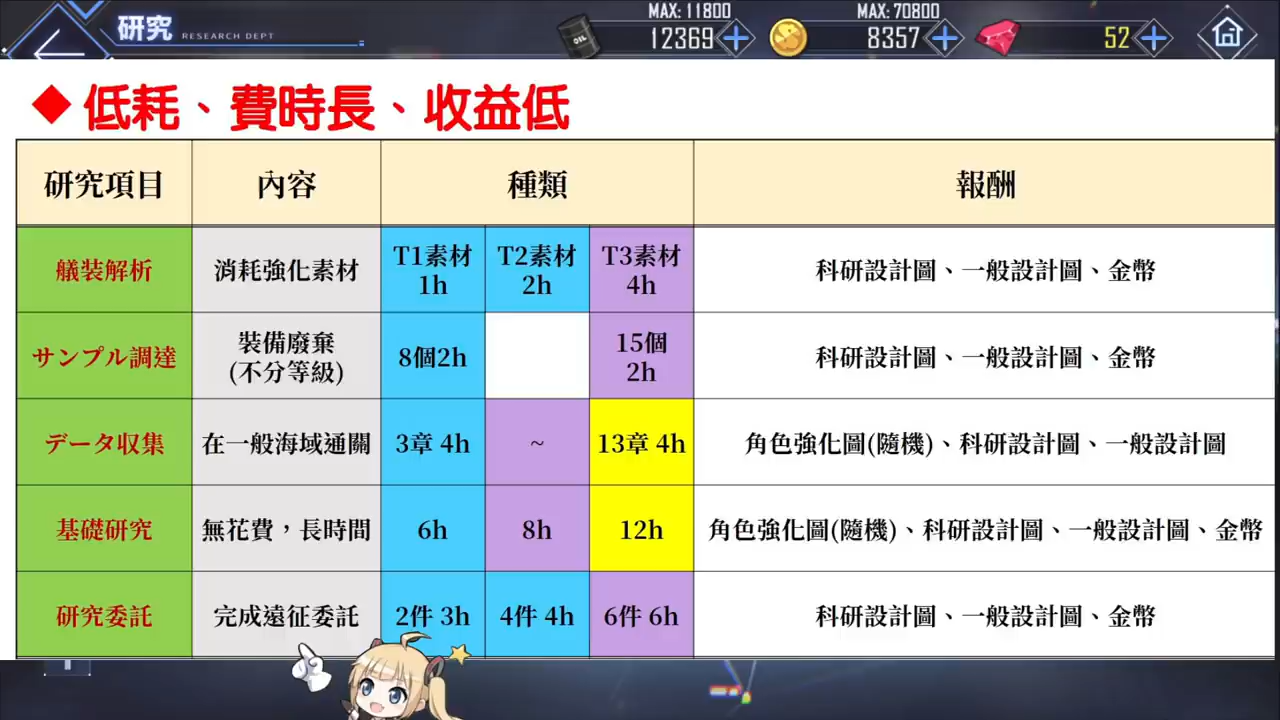 研究 RESEARCH DEPT
MAX: 11800
12369
MAX: 70800
8357
52
OIL
◆ 低耗、費時長、收益低
研究項目 內容 種類 報酬
艤装解析 消耗強化素材 T1素材 1h T2素材 2h T3素材 4h 科研設計圖、一般設計圖、金幣
サンプル調達 裝備廢棄 (不分等級) 8個2h 15個 2h 科研設計圖、一般設計圖、金幣
データ収集 在一般海域通關 3章 4h ~ 13章 4h 角色強化圖(隨機)、科研設計圖、一般設計圖
基礎研究 無花費，長時間 6h 8h 12h 角色強化圖(隨機)、科研設計圖、一般設計圖、金幣
研究委託 完成遠征委託 2件 3h 4件 4h 6件 6h 科研設計圖、一般設計圖、金幣